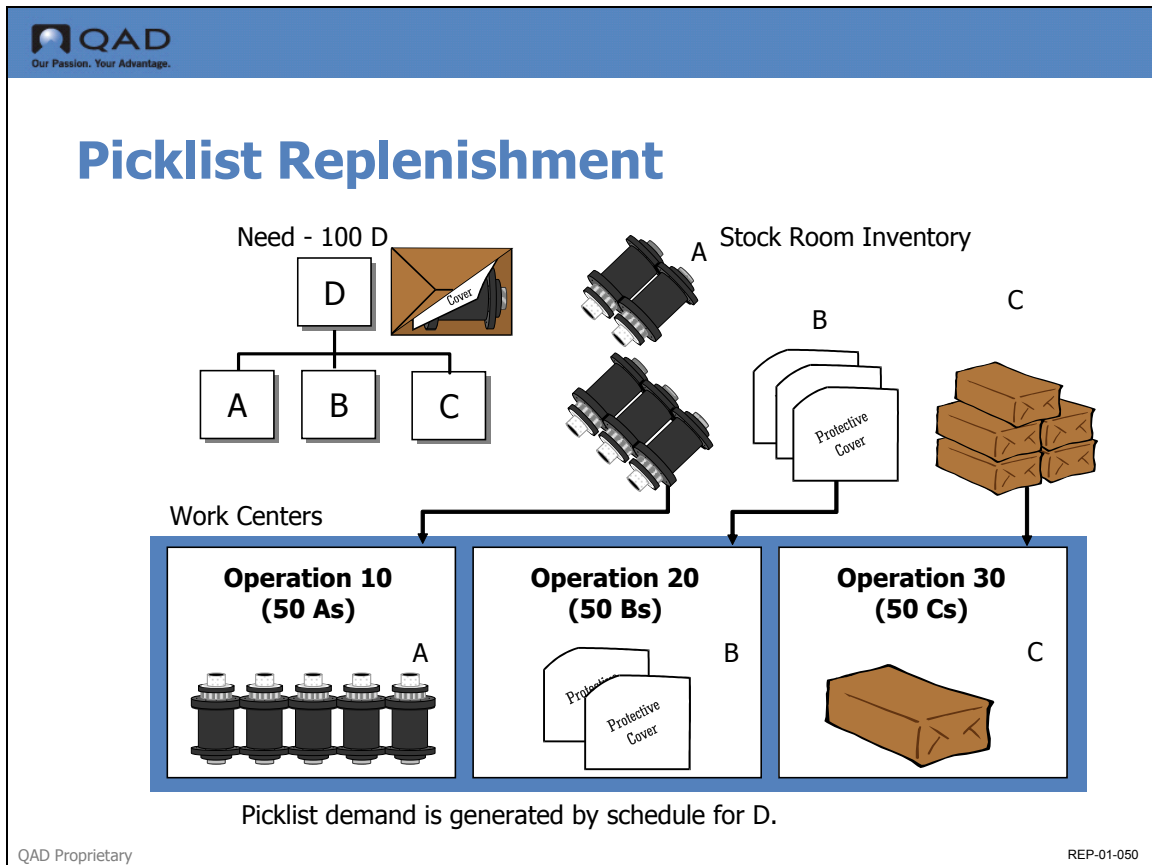 QAD
Our Passion. Your Advantage.
Picklist Replenishment
Need - 100 D
Stock Room Inventory
D
Cover
A
B
C
A
B
C
Protective
Cover
Work Centers
Operation 10
(50 As)
A
Operation 20
(50 Bs)
B
Protective
Protective
Cover
Operation 30
(50 Cs)
C
Picklist demand is generated by schedule for D.
QAD Proprietary
REP-01-050